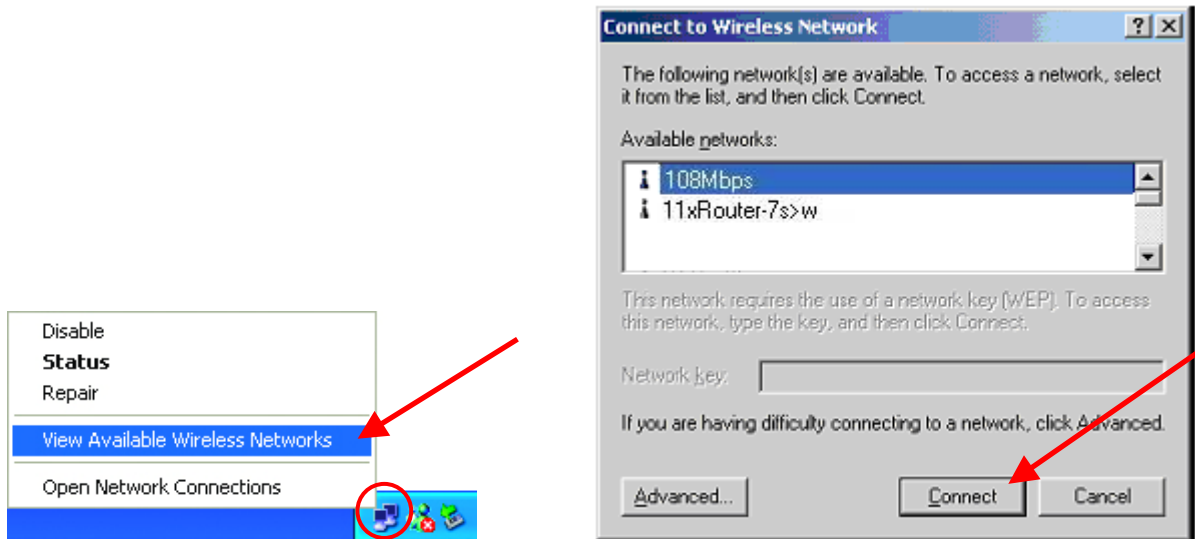 Disable
Status
Repair
View Available Wireless Networks
Open Network Connections
Connect to Wireless Network
The following network(s) are available. To access a network, select
it from the list, and then click Connect.
Available networks:
108Mbps
11xRouter-7s>w
This network requires the use of a network key (WEP). To access
this network, type the key, and then click Connect.
Network key:
If you are having difficulty connecting to a network, click Advanced.
Advanced...
Connect
Cancel